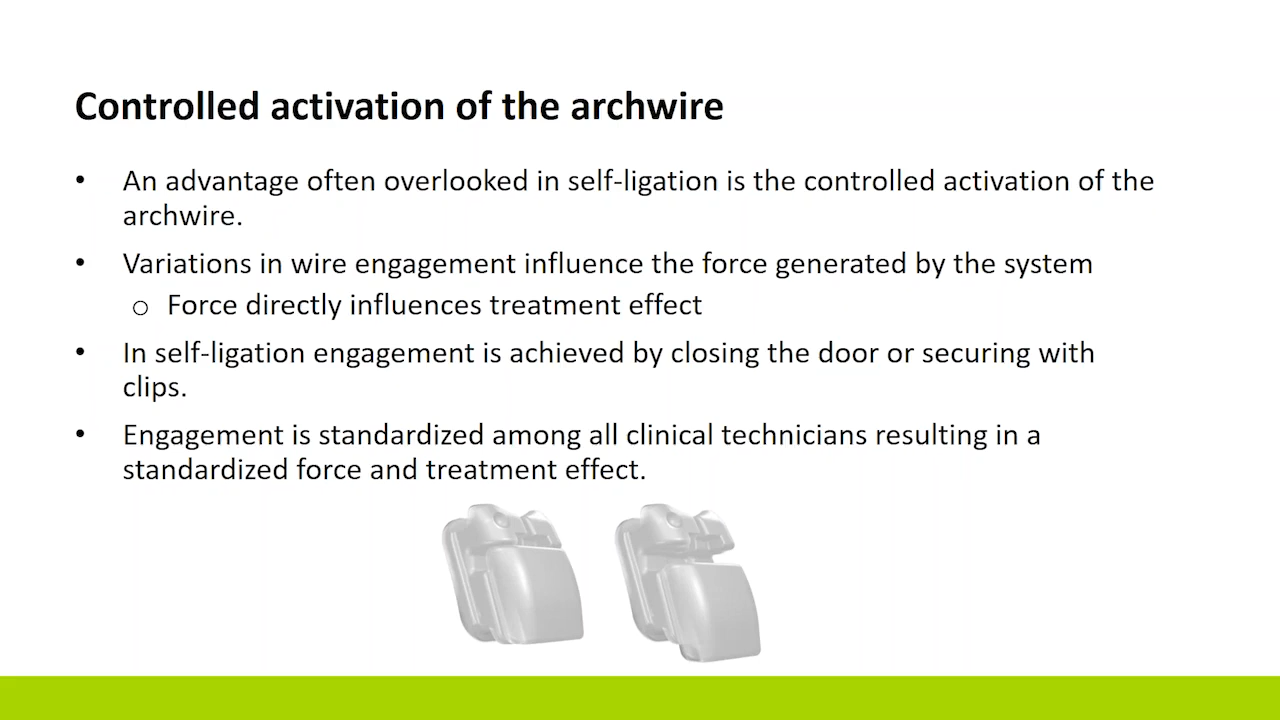 Controlled activation of the archwire
• An advantage often overlooked in self-ligation is the controlled activation of the
archwire.
• Variations in wire engagement influence the force generated by the system
o Force directly influences treatment effect
• In self-ligation engagement is achieved by closing the door or securing with
clips.
• Engagement is standardized among all clinical technicians resulting in a
standardized force and treatment effect.